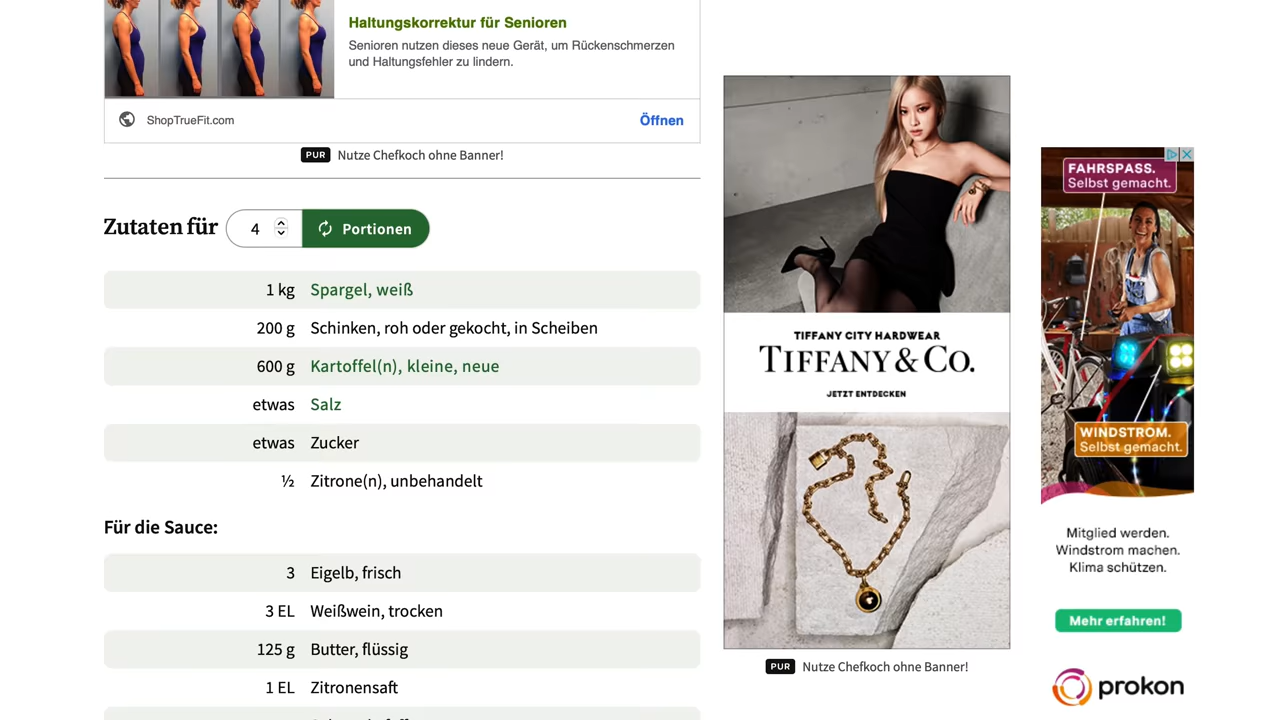 Haltungskorrektur für Senioren
Senioren nutzen dieses neue Gerät, um Rückenschmerzen
und Haltungsfehler zu lindern.
ShopTrueFit.com
Öffnen
PUR Nutze Chefkoch ohne Banner!
Zutaten für
4
Portionen
1 kg Spargel, weiß
200 g Schinken, roh oder gekocht, in Scheiben
600 g Kartoffel(n), kleine, neue
etwas Salz
etwas Zucker
½ Zitrone(n), unbehandelt
Für die Sauce:
3 Eigelb, frisch
3 EL Weißwein, trocken
125 g Butter, flüssig
1 EL Zitronensaft
TIFFANY CITY HARDWEAR
TIFFANY & CO.
JETZT ENTDECKEN
PUR Nutze Chefkoch ohne Banner!
FAHRSPASS.
Selbst gemacht.
WINDSTROM.
Selbst gemacht.
Mitglied werden.
Windstrom machen.
Klima schützen.
Mehr erfahren!
prokon